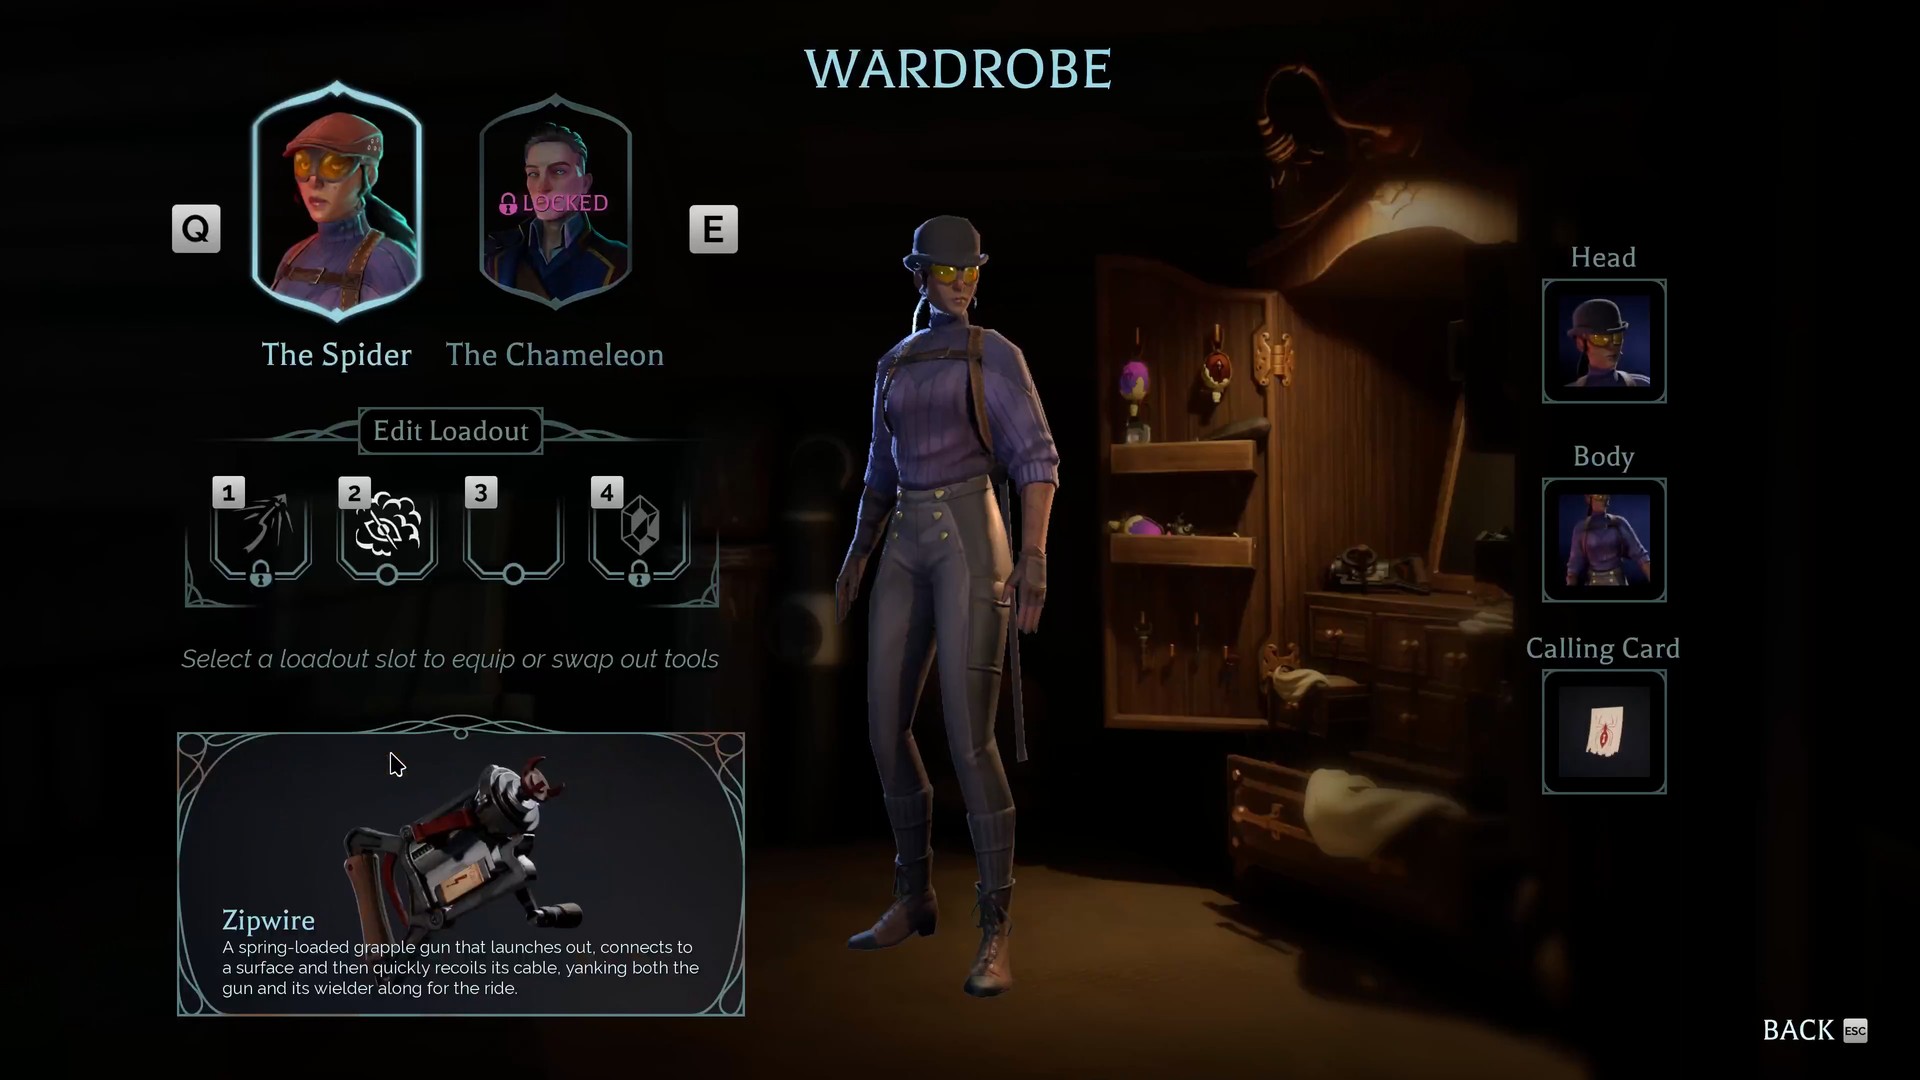 WARDROBE
Q
LOCKED
E
The Spider
The Chameleon
Edit Loadout
1
2
3
4
Select a loadout slot to equip or swap out tools
Zipwire
A spring-loaded grapple gun that launches out, connects to
a surface and then quickly recoils its cable, yanking both the
gun and its wielder along for the ride.
Head
Body
Calling Card
BACK ESC